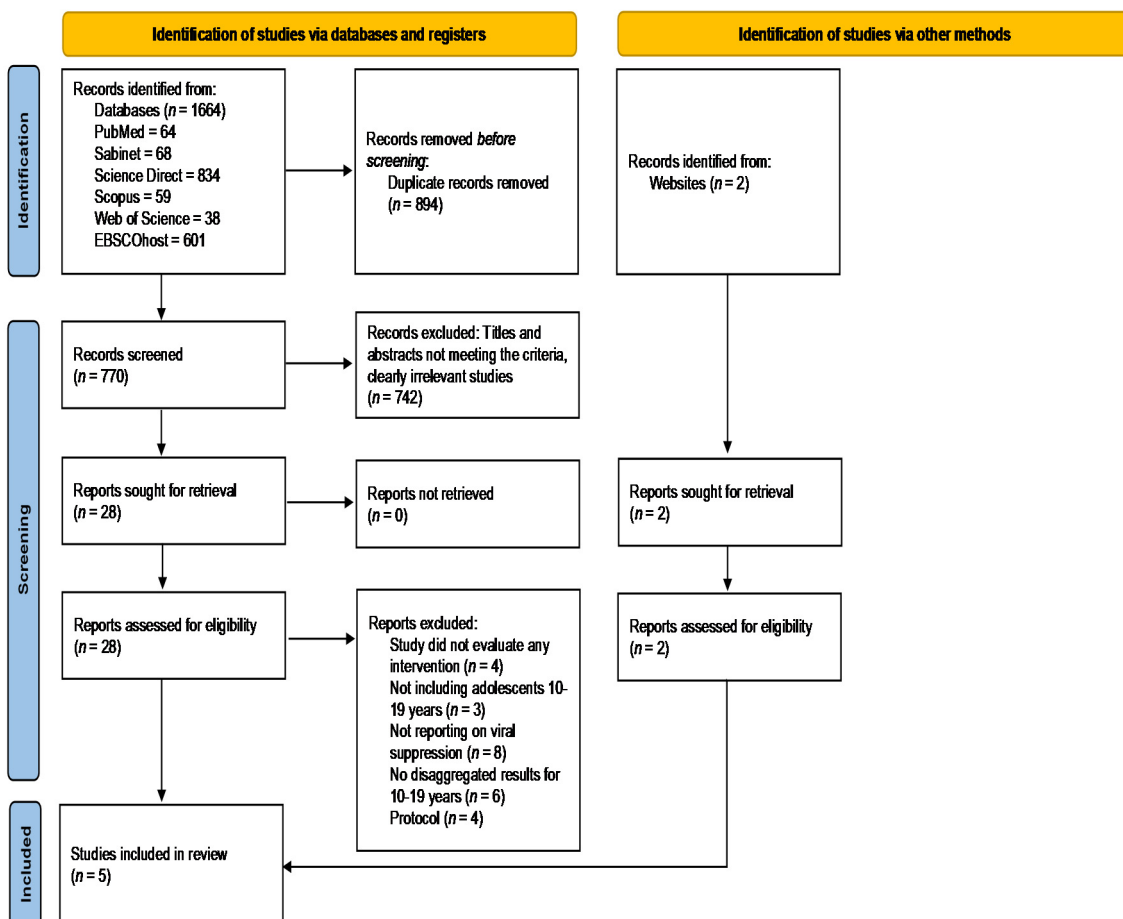 Identification of studies via databases and registers
Identification of studies via other methods
Identification
Records identified from:
Databases (n = 1664)
PubMed = 64
Sabinet = 68
Science Direct = 834
Scopus = 59
Web of Science = 38
EBSCOhost = 601
Records removed before
screening:
Duplicate records removed
(n = 894)
Records identified from:
Websites (n = 2)
Screening
Records screened
(n = 770)
Records excluded: Titles and
abstracts not meeting the criteria,
clearly irrelevant studies
(n = 742)
Reports sought for retrieval
(n = 28)
Reports not retrieved
(n = 0)
Reports sought for retrieval
(n = 2)
Reports assessed for eligibility
(n = 28)
Reports excluded:
Study did not evaluate any
intervention (n = 4)
Not including adolescents 10-
19 years (n = 3)
Not reporting on viral
suppression (n = 8)
No disaggregated results for
10-19 years (n = 6)
Protocol (n = 4)
Reports assessed for eligibility
(n = 2)
Included
Studies included in review
(n = 5)